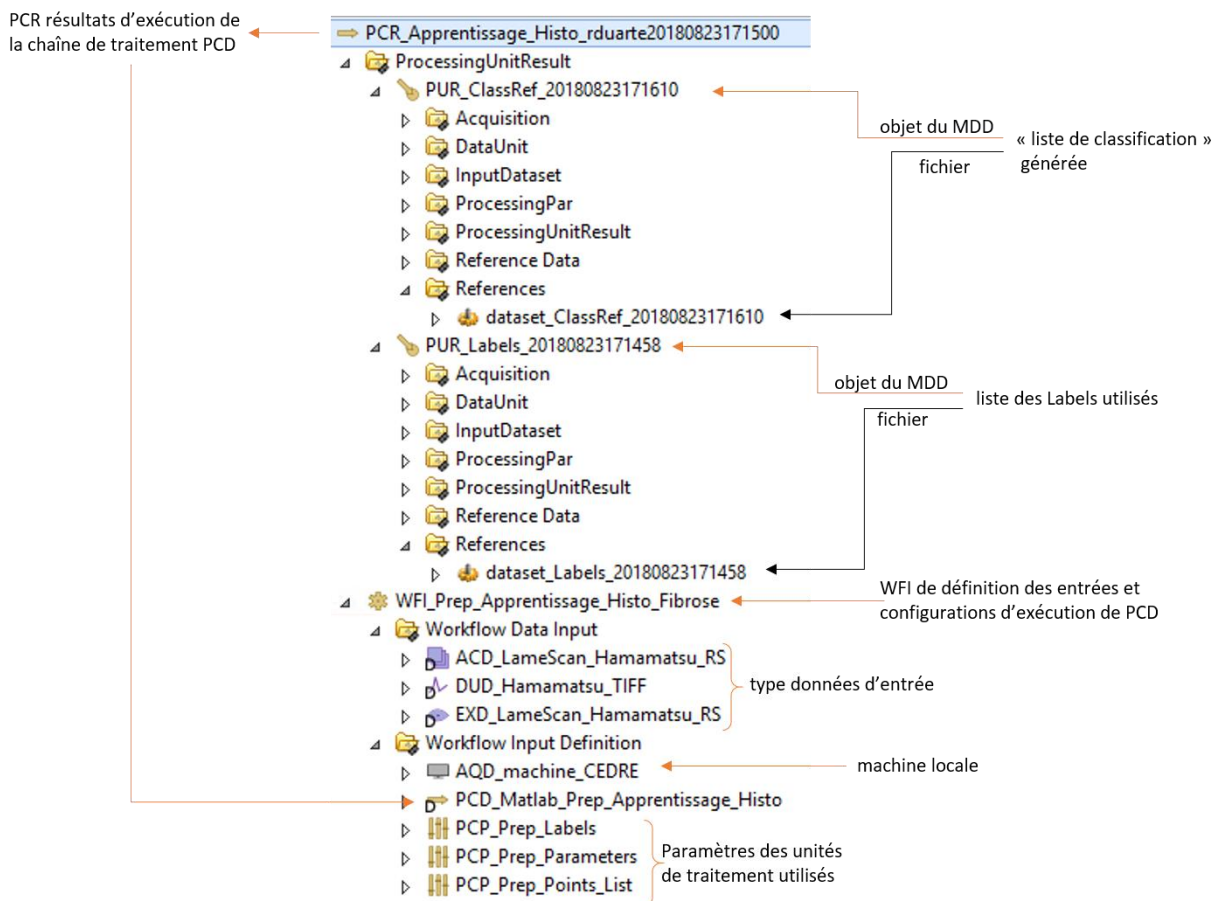 PCR résultats d’exécution de
la chaîne de traitement PCD
PCR_Apprentissage_Histo_rduarte20180823171500
ProcessingUnitResult
PUR_ClassRef_20180823171610
Acquisition
DataUnit
InputDataset
ProcessingPar
ProcessingUnitResult
Reference Data
References
dataset_ClassRef_20180823171610
objet du MDD
fichier
« liste de classification »
générée
PUR_Labels_20180823171458
Acquisition
DataUnit
InputDataset
ProcessingPar
ProcessingUnitResult
Reference Data
References
dataset_Labels_20180823171458
objet du MDD
fichier
liste des Labels utilisés
WFI_Prep_Apprentissage_Histo_Fibrose
WFI de définition des entrées et
configurations d’exécution de PCD
Workflow Data Input
D ACD_LameScan_Hamamatsu_RS
D DUD_Hamamatsu_TIFF
D EXD_LameScan_Hamamatsu_RS
type données d’entrée
Workflow Input Definition
AQD_machine_CEDRE
machine locale
D PCD_Matlab_Prep_Apprentissage_Histo
PCP_Prep_Labels
PCP_Prep_Parameters
PCP_Prep_Points_List
Paramètres des unités
de traitement utilisés